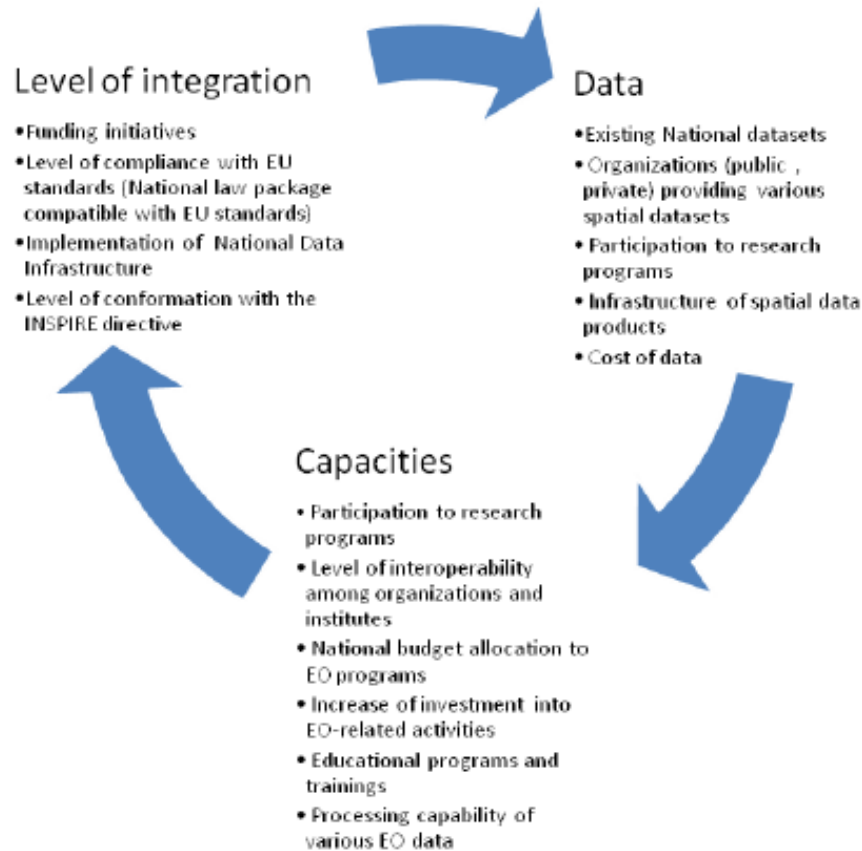 Level of integration
•Funding initiatives
•Level of compliance with EU
standards (National law package
compatible with EU standards)
•Implementation of National Data
Infrastructure
•Level of conformation with the
INSPIRE directive
Data
•Existing National datasets
•Organizations (public ,
private) providing various
spatial datasets
•Participation to research
programs
•Infrastructure of spatial data
products
•Cost of data
Capacities
• Participation to research
programs
• Level of interoperability
among organizations and
institutes
• National budget allocation to
EO programs
• Increase of investment into
EO-related activities
• Educational programs and
trainings
• Processing capability of
various EO data